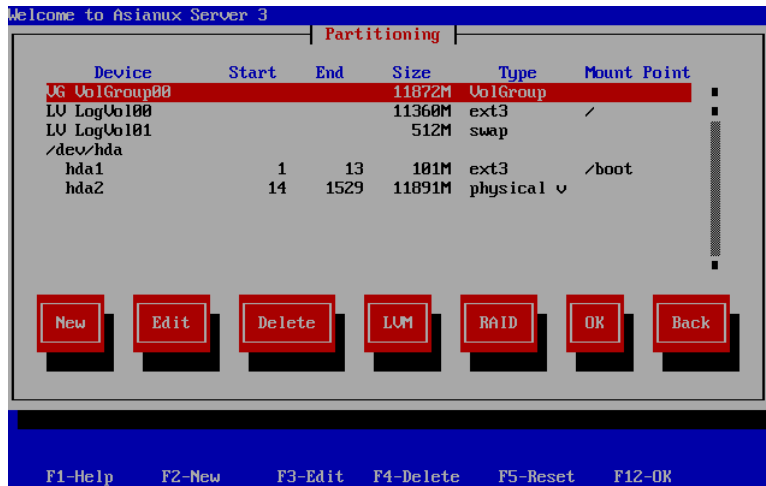 Welcome to Asianux Server 3
Partitioning
Device Start End Size Type Mount Point
VG VolGroup00 11872M VolGroup
LV LogVol00 11360M ext3 /
LV LogVol01 512M swap
/dev/hda
hda1 1 13 101M ext3 /boot
hda2 14 1529 11891M physical v
New Edit Delete LVM RAID OK Back
F1-Help F2-New F3-Edit F4-Delete F5-Reset F12-OK